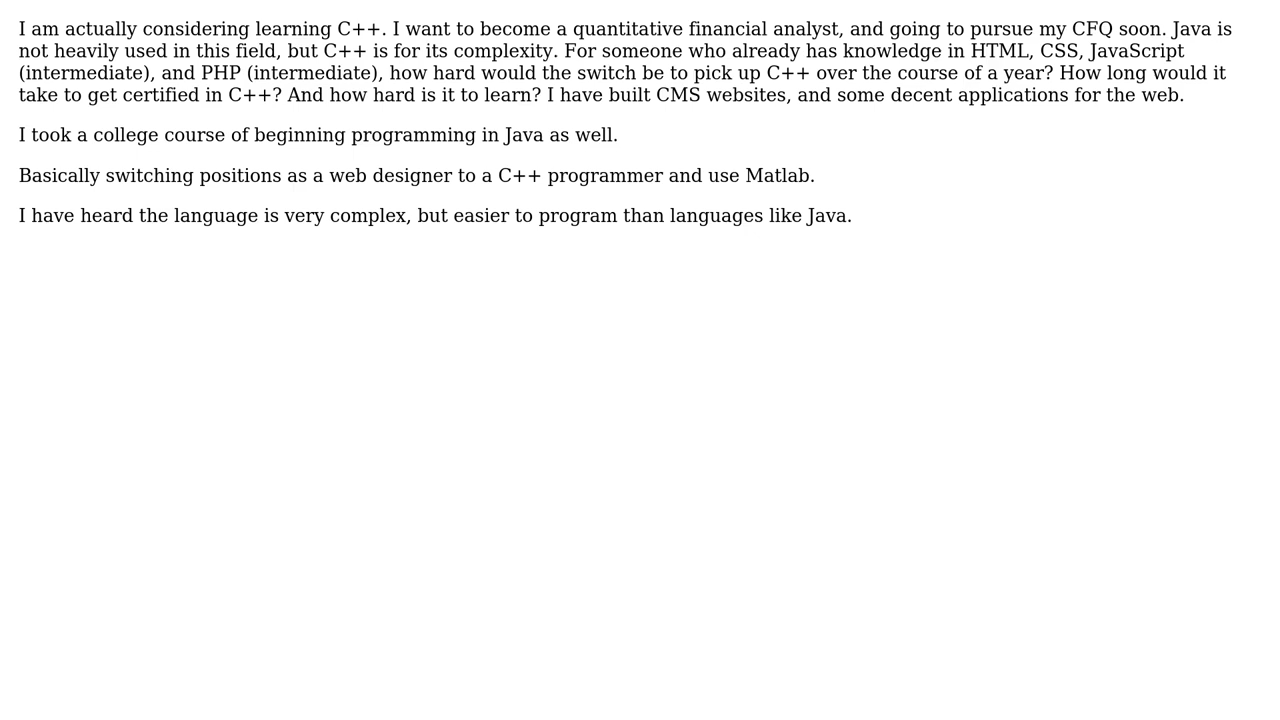 I am actually considering learning C++. I want to become a quantitative financial analyst, and going to pursue my CFQ soon. Java is
not heavily used in this field, but C++ is for its complexity. For someone who already has knowledge in HTML, CSS, JavaScript
(intermediate), and PHP (intermediate), how hard would the switch be to pick up C++ over the course of a year? How long would it
take to get certified in C++? And how hard is it to learn? I have built CMS websites, and some decent applications for the web.
I took a college course of beginning programming in Java as well.
Basically switching positions as a web designer to a C++ programmer and use Matlab.
I have heard the language is very complex, but easier to program than languages like Java.